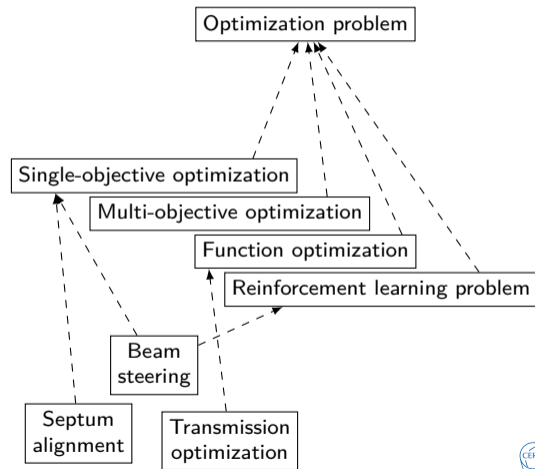 Optimization problem
Single-objective optimization
Multi-objective optimization
Function optimization
Reinforcement learning problem
Beam
steering
Septum
alignment
Transmission
optimization